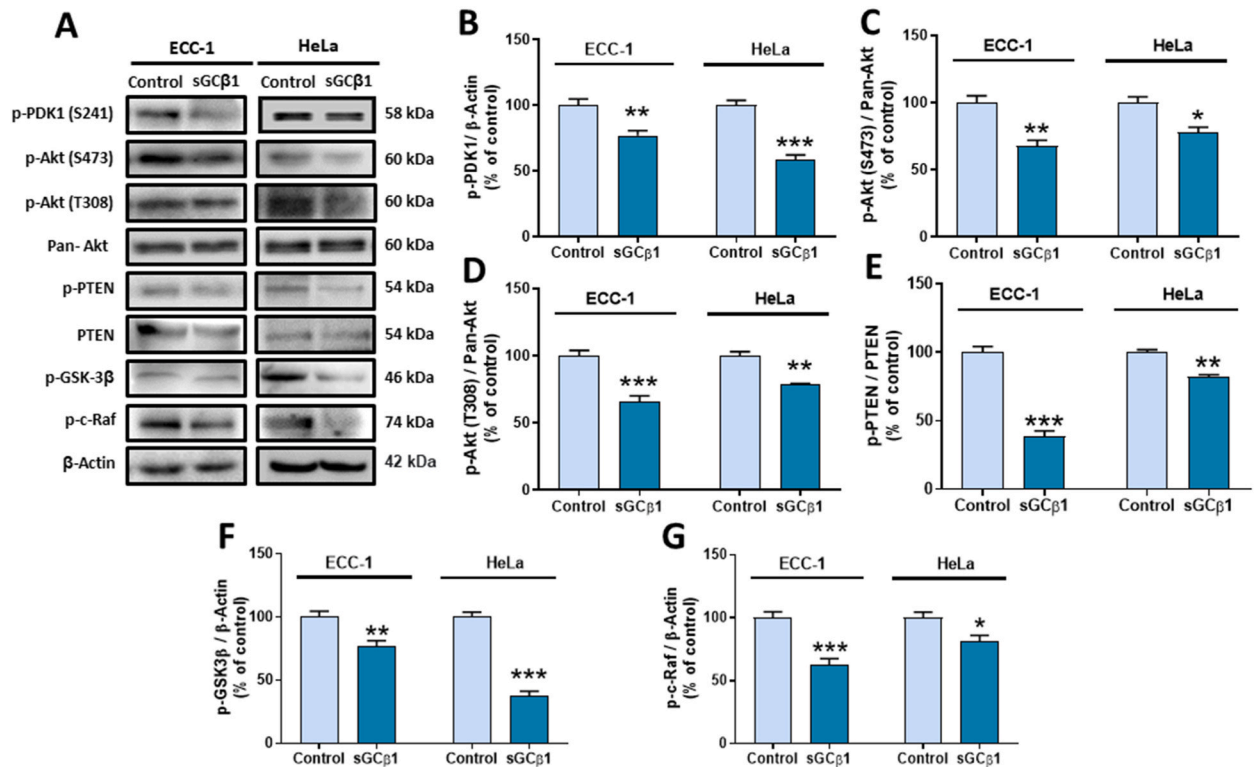 A
ECC-1 HeLa
Control sGCβ1 Control sGCβ1
p-PDK1 (S241) 58 kDa
p-Akt (S473) 60 kDa
p-Akt (T308) 60 kDa
Pan- Akt 60 kDa
p-PTEN 54 kDa
PTEN 54 kDa
p-GSK-3β 46 kDa
p-c-Raf 74 kDa
β-Actin 42 kDa
B
p-PDK1/ β-Actin
(% of control)
150
100
50
0
ECC-1 HeLa
** ***
Control sGCβ1 Control sGCβ1
C
p-Akt (S473) / Pan-Akt
(% of control)
150
100
50
0
ECC-1 HeLa
** *
Control sGCβ1 Control sGCβ1
D
p-Akt (T308) / Pan-Akt
(% of control)
150
100
50
0
ECC-1 HeLa
*** **
Control sGCβ1 Control sGCβ1
E
p-PTEN / PTEN
(% of control)
150
100
50
0
ECC-1 HeLa
*** **
Control sGCβ1 Control sGCβ1
F
p-GSK3β / β-Actin
(% of control)
150
100
50
0
ECC-1 HeLa
** ***
Control sGCβ1 Control sGCβ1
G
p-c-Raf / β-Actin
(% of control)
150
100
50
0
ECC-1 HeLa
*** *
Control sGCβ1 Control sGCβ1